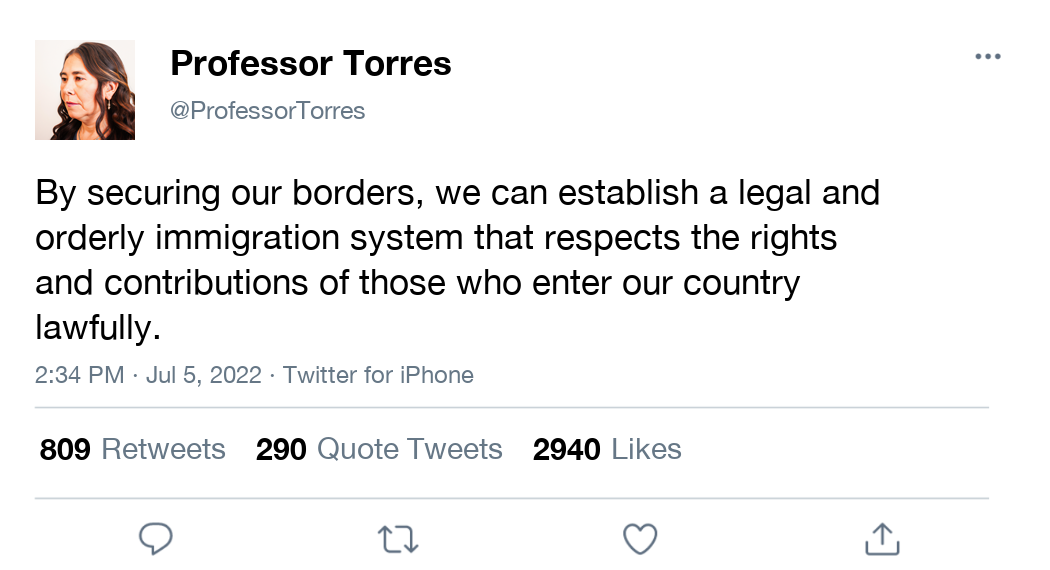 Professor Torres
@ProfessorTorres
By securing our borders, we can establish a legal and
orderly immigration system that respects the rights
and contributions of those who enter our country
lawfully.
2:34 PM · Jul 5, 2022 · Twitter for iPhone
809 Retweets 290 Quote Tweets 2940 Likes